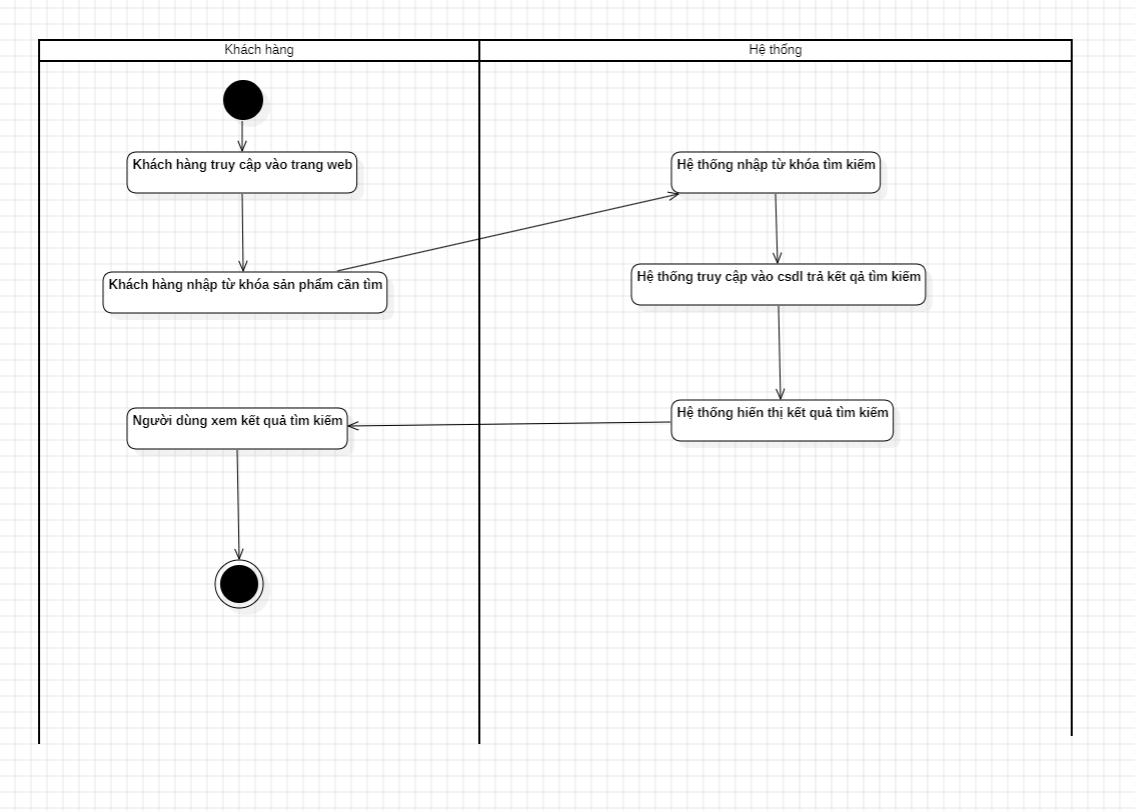 Khách hàng
Hệ thống
Khách hàng truy cập vào trang web
Hệ thống nhập từ khóa tìm kiếm
Khách hàng nhập từ khóa sản phẩm cần tìm
Hệ thống truy cập vào csdl trả kết qả tìm kiếm
Người dùng xem kết quả tìm kiếm
Hệ thống hiến thị kết quả tìm kiếm